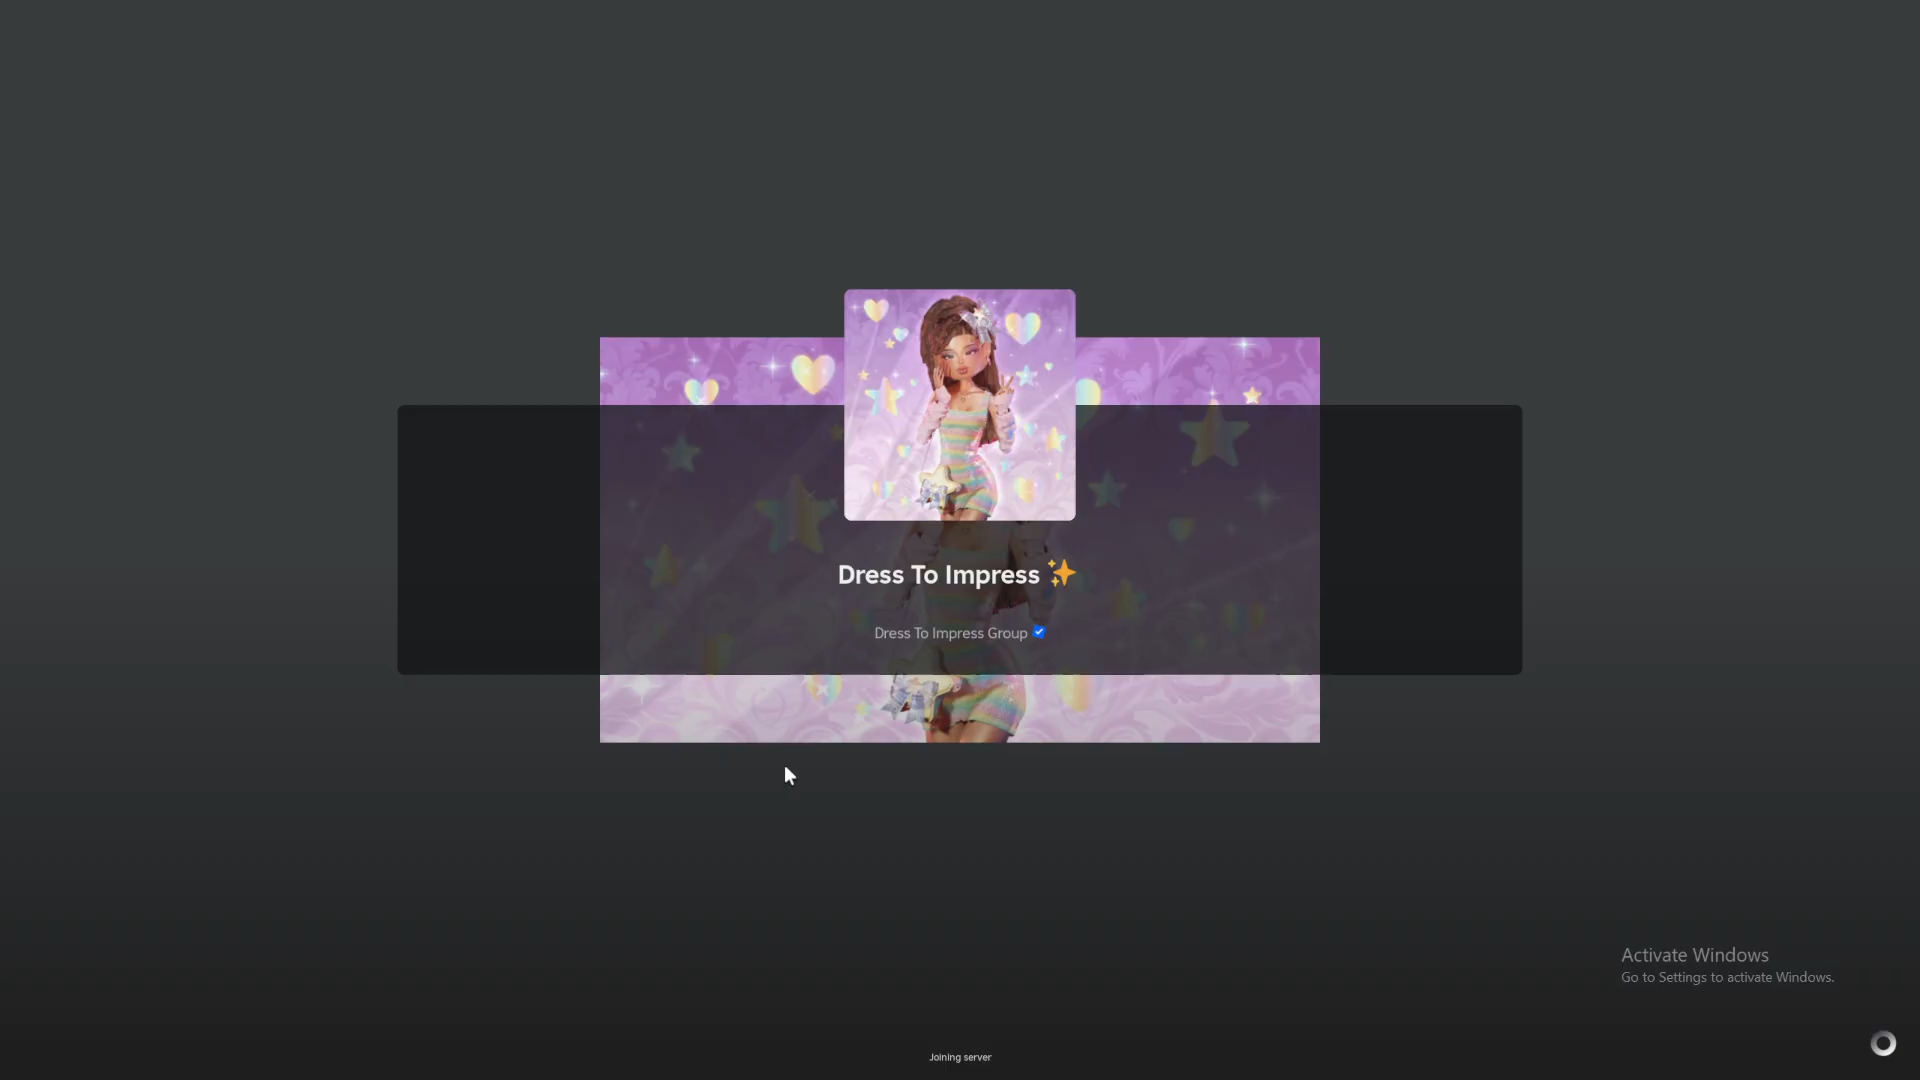 Dress To Impress ✨
Dress To Impress Group
Activate Windows
Go to Settings to activate Windows.
Joining server